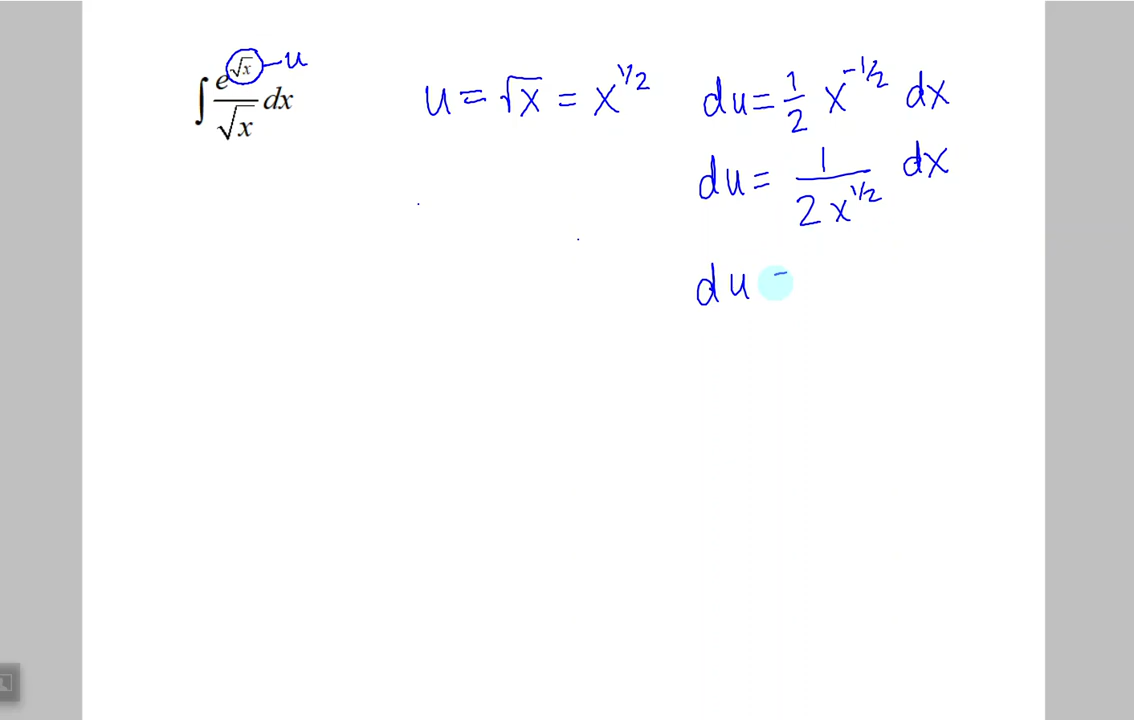 ∫ e^√x / √x dx - u
u = √x = x^1/2
du = 1/2 x^-1/2 dx
du = 1 / 2x^1/2 dx
du =